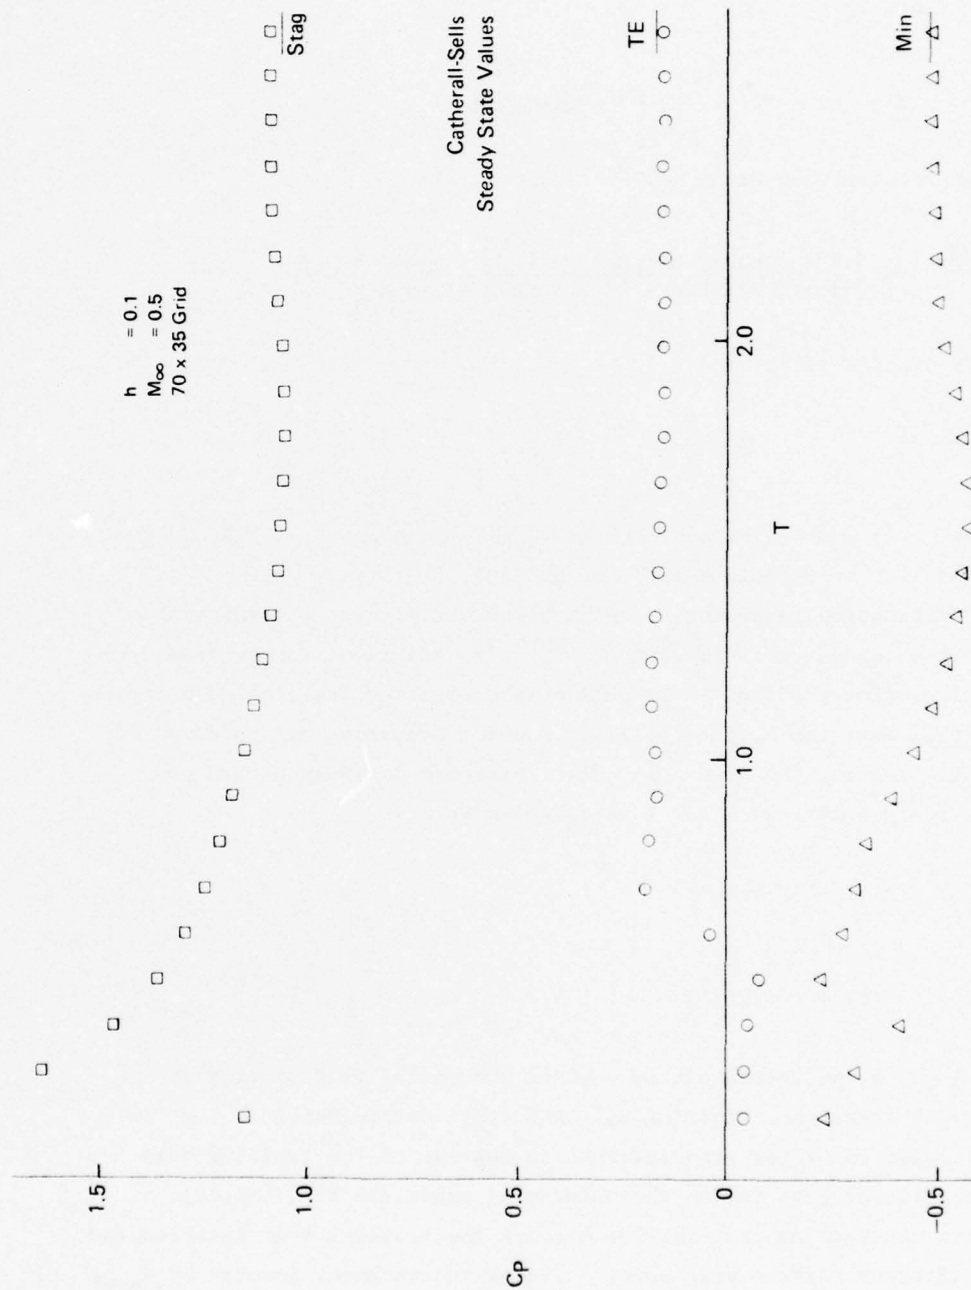 h = 0.1
M∞ = 0.5
70 x 35 Grid
Stag
Catherall-Sells
Steady State Values
TE
Min
1.5
1.0
0.5
0
−0.5
Cp
1.0
2.0
T